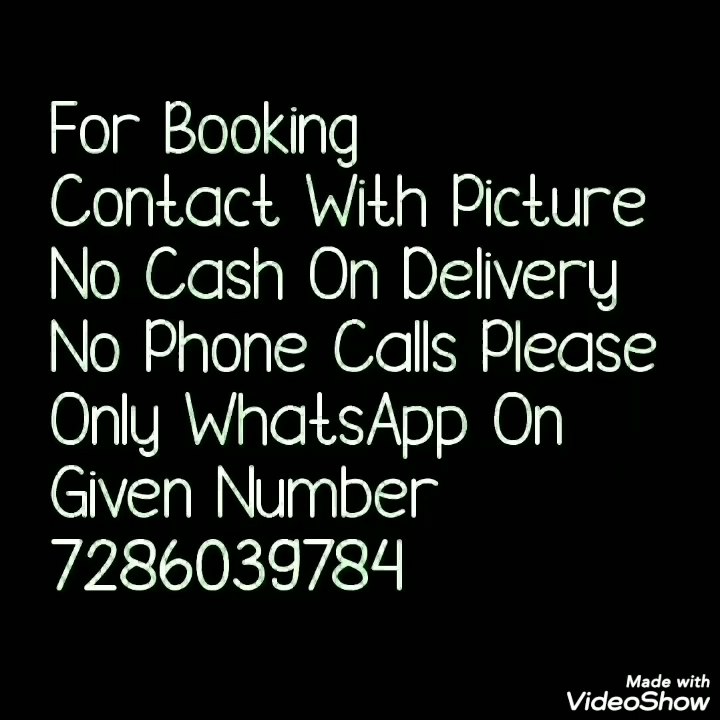 For Booking
Contact With Picture
No Cash On Delivery
No Phone Calls Please
Only WhatsApp On
Given Number
7286039784
Made with
VideoShow